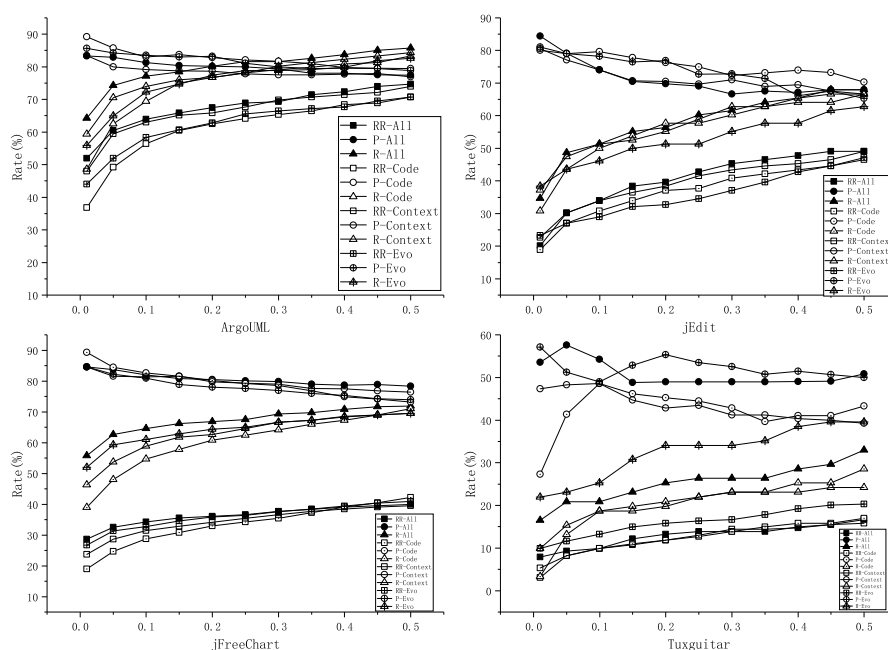 90
80
70
60
50
40
30
20
10
Rate(%)
0.0 0.1 0.2 0.3 0.4 0.5
ArgoUML
RR-All
P-All
R-All
RR-Code
P-Code
R-Code
RR-Context
P-Context
R-Context
RR-Evo
P-Evo
R-Evo
90
80
70
60
50
40
30
20
10
Rate(%)
0.0 0.1 0.2 0.3 0.4 0.5
jEdit
RR-All
P-All
R-All
RR-Code
P-Code
R-Code
RR-Context
P-Context
R-Context
RR-Evo
P-Evo
R-Evo
90
80
70
60
50
40
30
20
10
Rate(%)
0.0 0.1 0.2 0.3 0.4 0.5
jFreeChart
RR-All
P-All
R-All
RR-Code
P-Code
R-Code
RR-Context
P-Context
R-Context
RR-Evo
P-Evo
R-Evo
60
50
40
30
20
10
0
Rate(%)
0.0 0.1 0.2 0.3 0.4 0.5
Tuxguitar
RR-All
P-All
R-All
RR-Code
P-Code
R-Code
RR-Context
P-Context
R-Context
RR-Evo
P-Evo
R-Evo